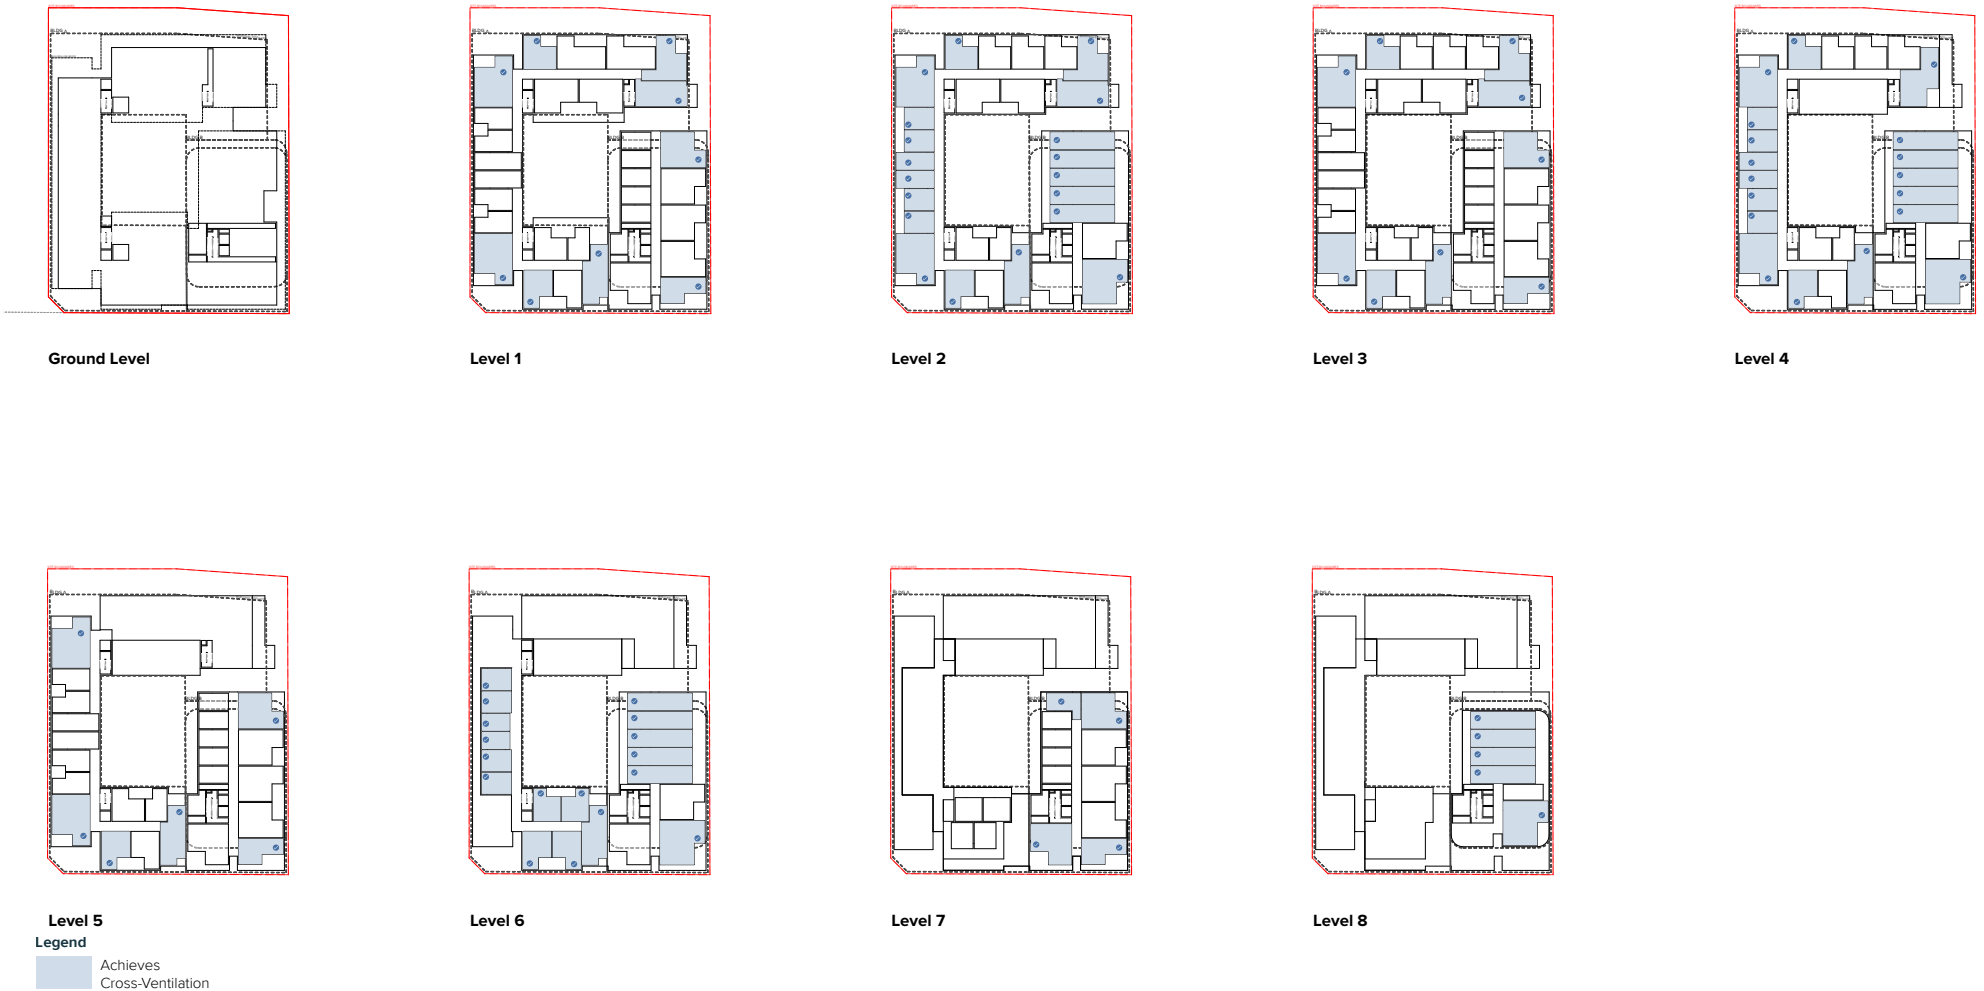 Ground Level
Level 1
Level 2
Level 3
Level 4
Level 5
Level 6
Level 7
Level 8
Legend
Achieves
Cross-Ventilation